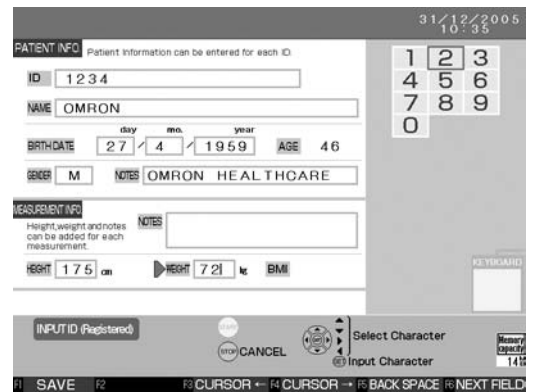 31/12/2005
10:35
PATIENT INFO. Patient information can be entered for each ID.
ID 1234
NAME OMRON
day mo. year
BIRTHDATE 27 / 4 / 1959 AGE 46
GENDER M NOTES OMRON HEALTHCARE
MEASUREMENT INFO.
Height,weight and notes
can be added for each
measurement.
NOTES
HEIGHT 175 cm WEIGHT 72 kg BMI
1 2 3
4 5 6
7 8 9
0
KEYBOARD
INPUT ID (Registered)
START
STOP CANCEL
Select Character
SET Input Character
Memory
capacity
F1 SAVE F2 F3 CURSOR ← F4 CURSOR → F5 BACK SPACE F6 NEXT FIELD